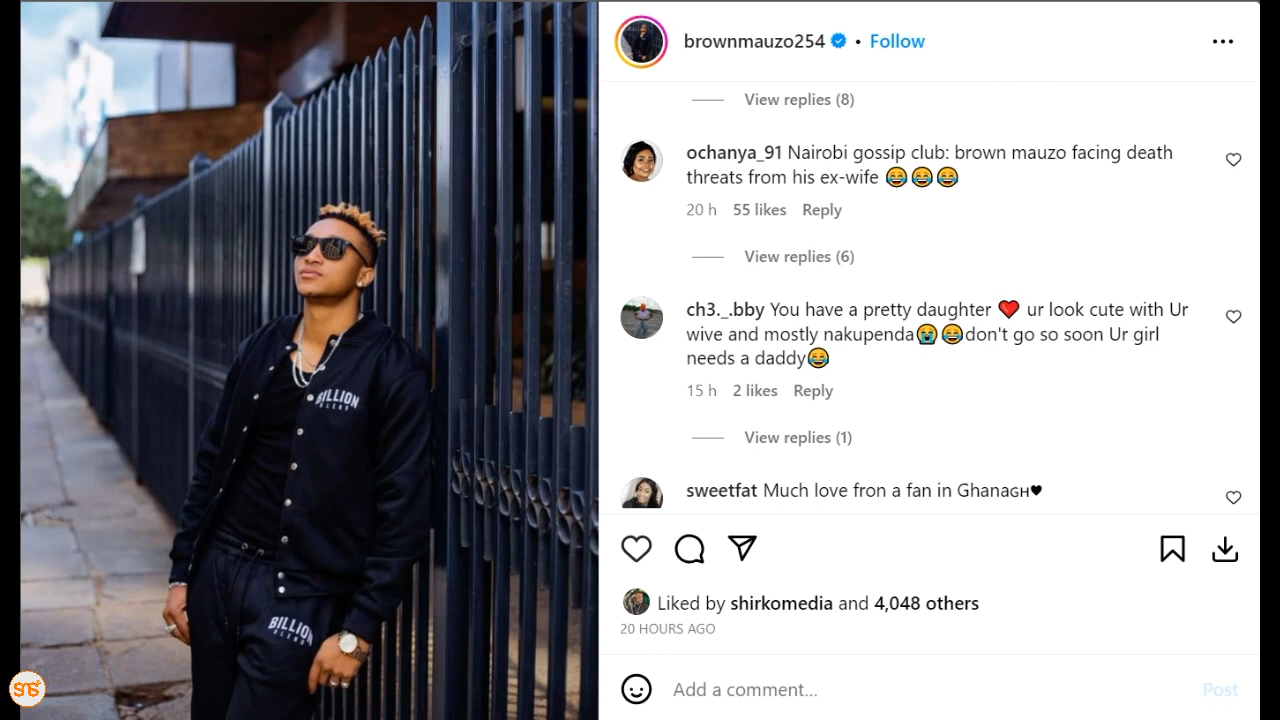 brownmauzo254 • Follow
View replies (8)
ochanya_91 Nairobi gossip club: brown mauzo facing death
threats from his ex-wife 😂😂😂
20 h 55 likes Reply
View replies (6)
ch3._.bby You have a pretty daughter ❤️ ur look cute with Ur
wive and mostly nakupenda😭😂don't go so soon Ur girl
needs a daddy😂
15 h 2 likes Reply
View replies (1)
sweetfat Much love fron a fan in Ghanaɢʜ♥
Liked by shirkomedia and 4,048 others
20 HOURS AGO
Add a comment...
Post
BILLION
BLEND
BILLION
BLEND
SNS